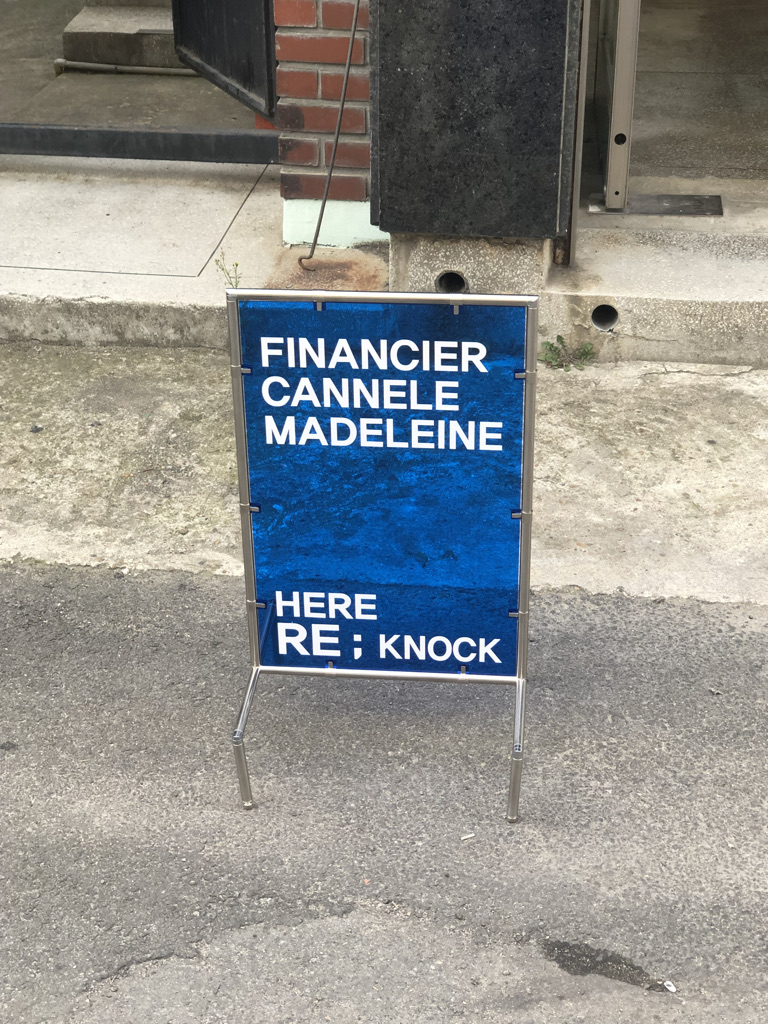 FINANCIER
CANNELE
MADELEINE
HERE
RE ; KNOCK